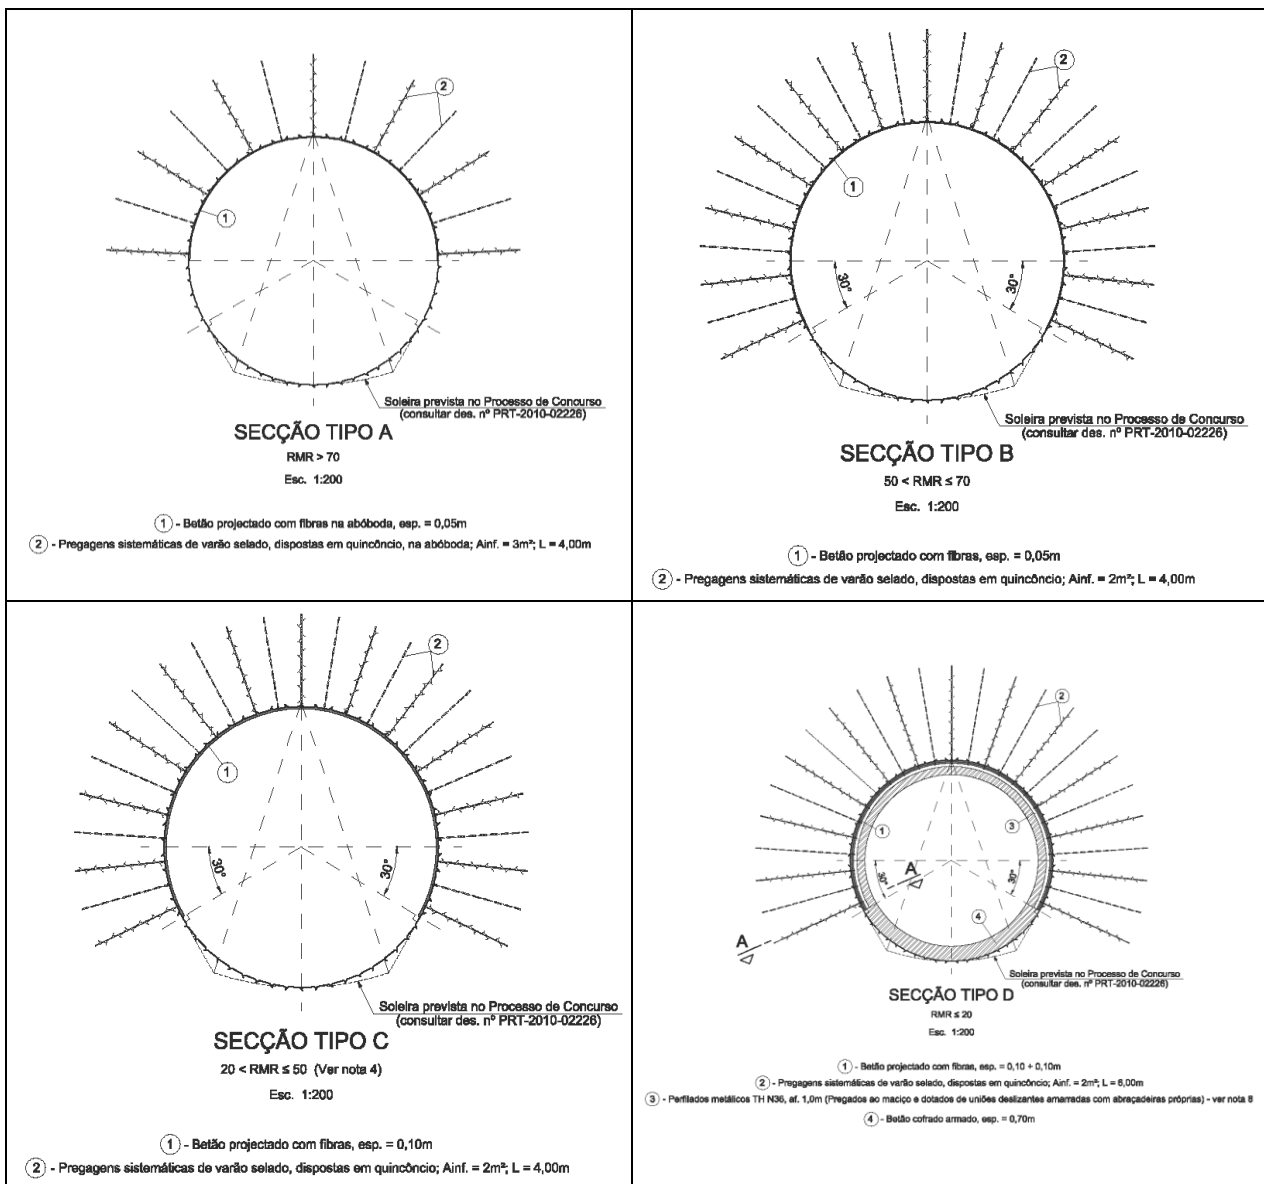 2
1
Soleira prevista no Processo de Concurso
(consultar des. nº PRT-2010-02226)
SECÇÃO TIPO A
RMR > 70
Esc. 1:200
1 - Betão projectado com fibras na abóboda, esp. = 0,05m
2 - Pregagens sistemáticas de varão selado, dispostas em quincôncio, na abóboda; Ainf. = 3m²; L = 4,00m
2
1
30°
30°
Soleira prevista no Processo de Concurso
(consultar des. nº PRT-2010-02226)
SECÇÃO TIPO B
50 < RMR ≤ 70
Esc. 1:200
1 - Betão projectado com fibras, esp. = 0,05m
2 - Pregagens sistemáticas de varão selado, dispostas em quincôncio; Ainf. = 2m²; L = 4,00m
2
1
30°
30°
Soleira prevista no Processo de Concurso
(consultar des. nº PRT-2010-02226)
SECÇÃO TIPO C
20 < RMR ≤ 50 (Ver nota 4)
Esc. 1:200
1 - Betão projectado com fibras, esp. = 0,10m
2 - Pregagens sistemáticas de varão selado, dispostas em quincôncio; Ainf. = 2m²; L = 4,00m
2
1
3
30°
A
30°
4
A
Soleira prevista no Processo de Concurso
(consultar des. nº PRT-2010-02226)
SECÇÃO TIPO D
RMR ≤ 20
Esc. 1:200
1 - Betão projectado com fibras, esp. = 0,10 + 0,10m
2 - Pregagens sistemáticas de varão selado, dispostas em quincôncio; Ainf. = 2m²; L = 6,00m
3 - Perfilados metálicos TH N36, af. 1,0m (Pregados ao maciço e dotados de uniões deslizantes amarradas com abraçadeiras próprias) - ver nota 8
4 - Betão cofrado armado, esp. = 0,70m